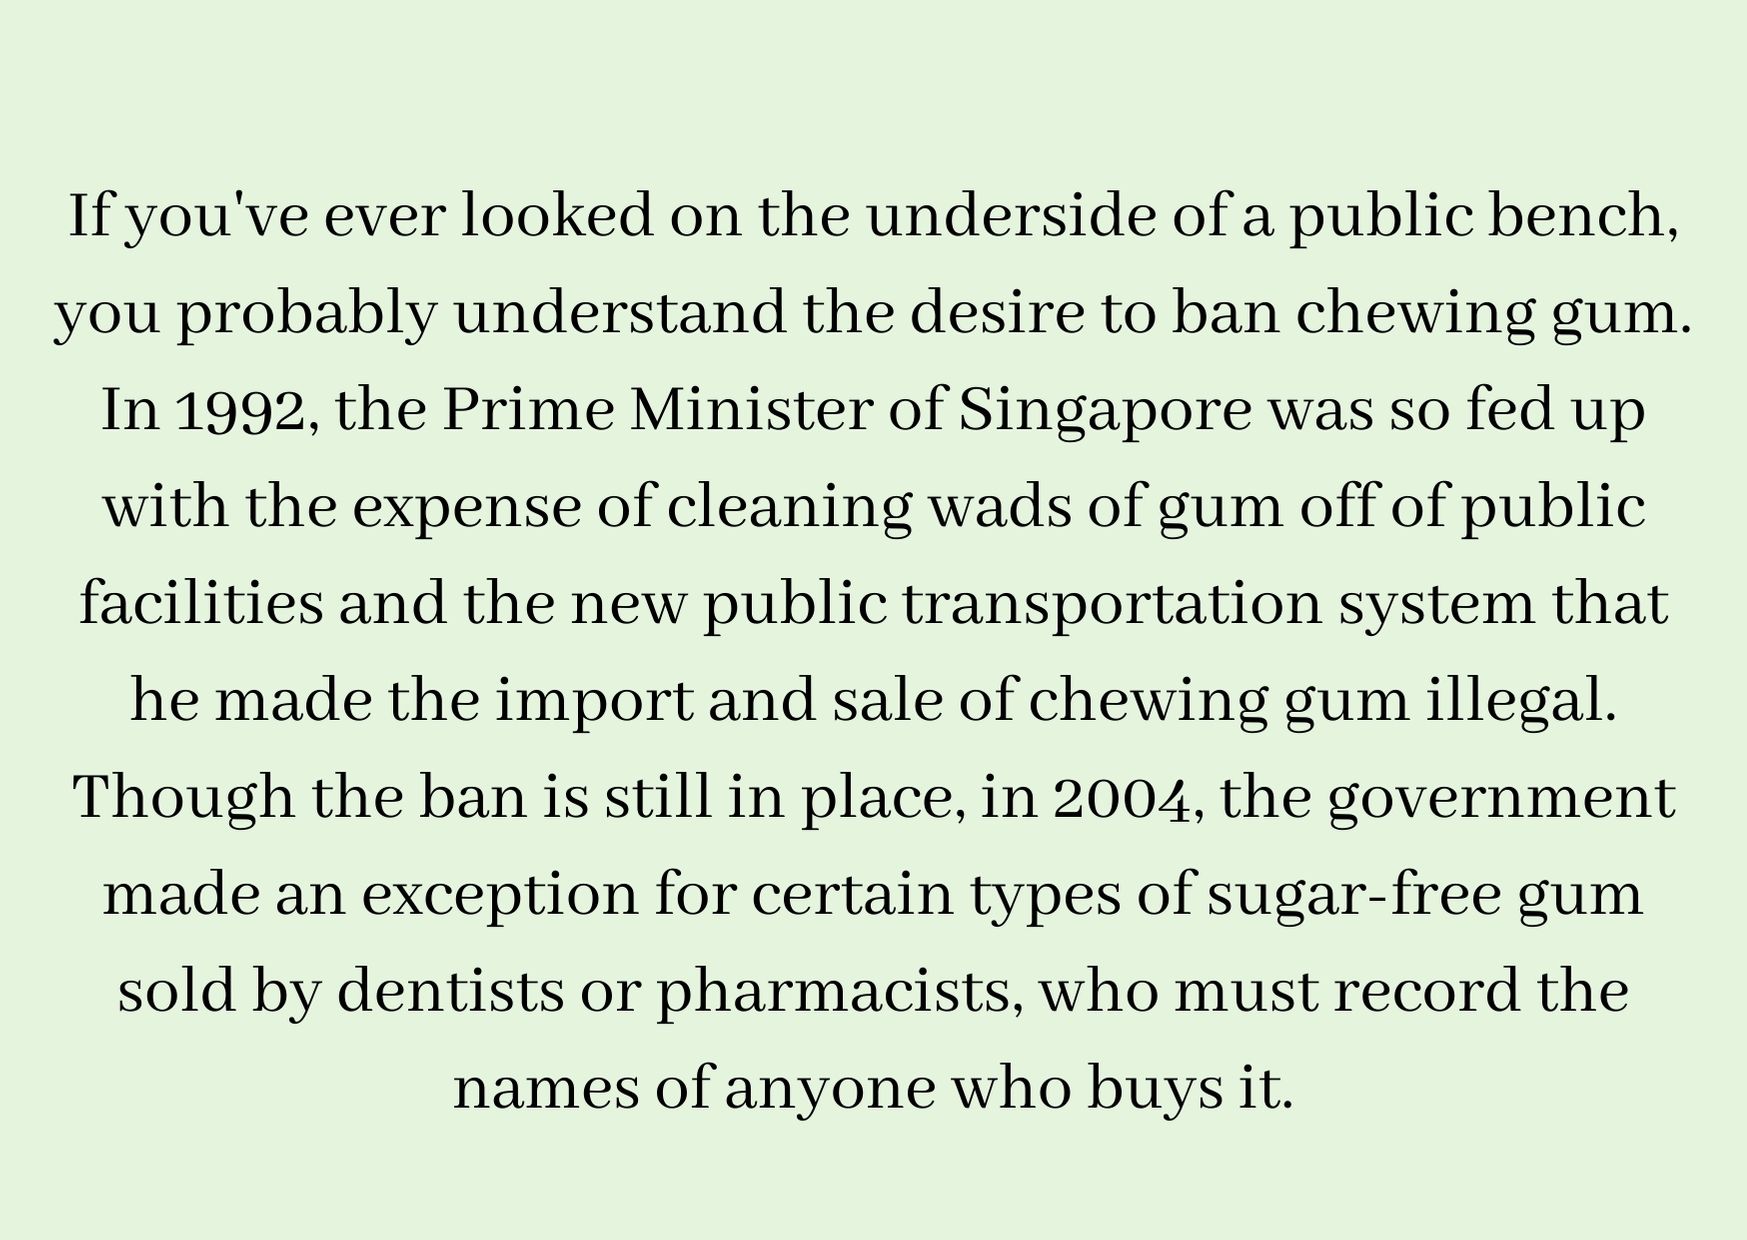 If you've ever looked on the underside of a public bench,
you probably understand the desire to ban chewing gum.
In 1992, the Prime Minister of Singapore was so fed up
with the expense of cleaning wads of gum off of public
facilities and the new public transportation system that
he made the import and sale of chewing gum illegal.
Though the ban is still in place, in 2004, the government
made an exception for certain types of sugar-free gum
sold by dentists or pharmacists, who must record the
names of anyone who buys it.